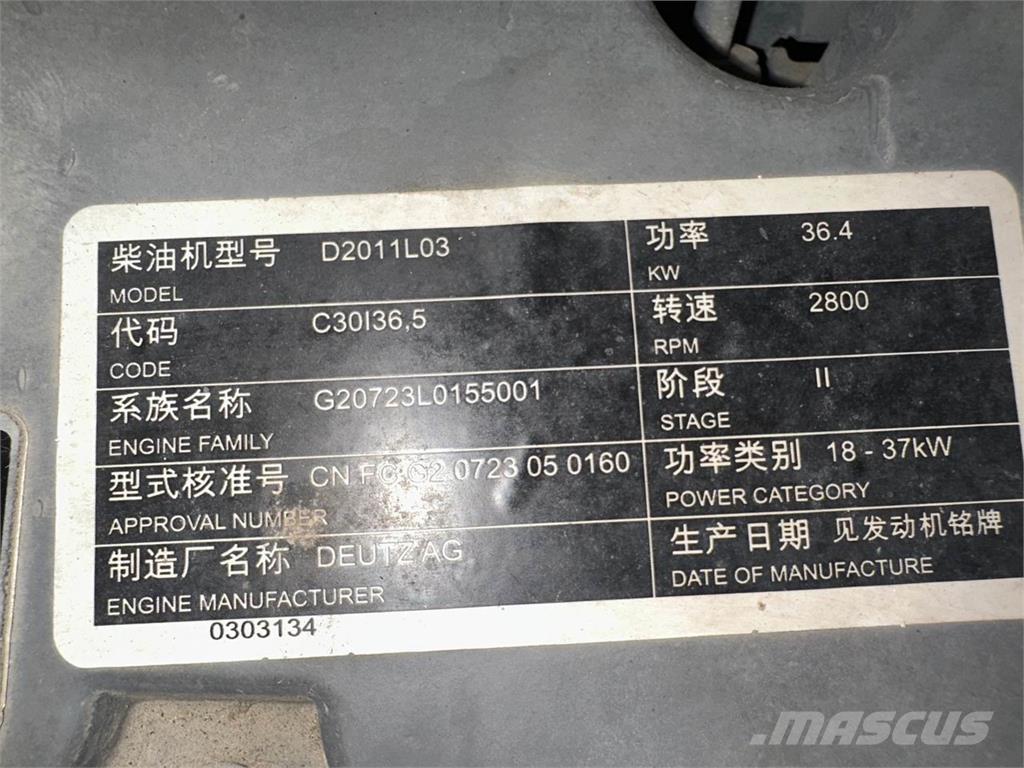 柴油机型号 D2011L03
MODEL
代码 C30I36,5
CODE
系族名称 G20723L0155001
ENGINE FAMILY
型式核准号 CN FC G2 0723 05 0160
APPROVAL NUMBER
制造厂名称 DEUTZ AG
ENGINE MANUFACTURER
0303134
功率 36.4
KW
转速 2800
RPM
阶段 II
STAGE
功率类别 18 - 37kW
POWER CATEGORY
生产日期 见发动机铭牌
DATE OF MANUFACTURE
MASCUS